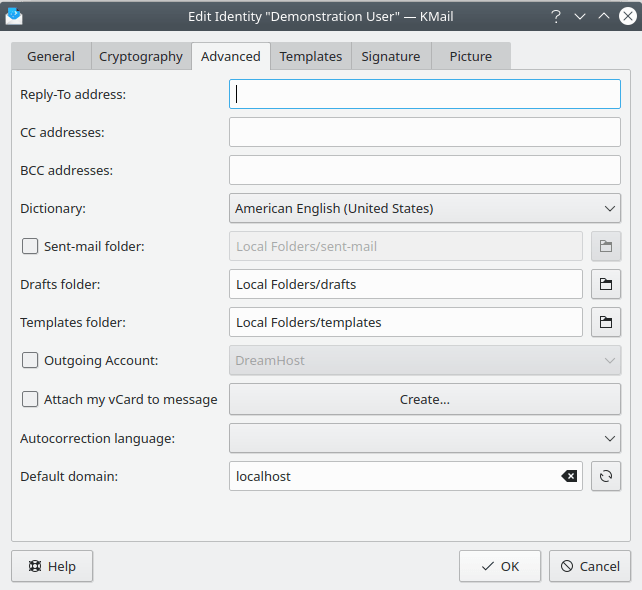 Edit Identity "Demonstration User" — KMail
General Cryptography Advanced Templates Signature Picture
Reply-To address:
CC addresses:
BCC addresses:
Dictionary: American English (United States)
Sent-mail folder: Local Folders/sent-mail
Drafts folder: Local Folders/drafts
Templates folder: Local Folders/templates
Outgoing Account: DreamHost
Attach my vCard to message Create...
Autocorrection language:
Default domain: localhost
Help OK Cancel